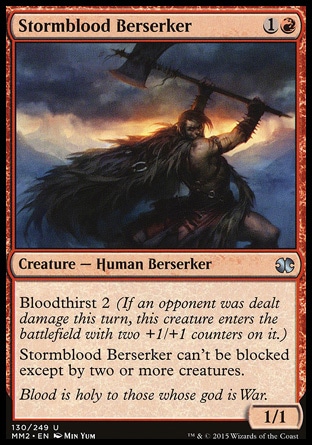 Stormblood Berserker 1
Creature — Human Berserker
Bloodthirst 2 (If an opponent was dealt
damage this turn, this creature enters the
battlefield with two +1/+1 counters on it.)
Stormblood Berserker can't be blocked
except by two or more creatures.
Blood is holy to those whose god is War.
1/1
130/249 U
MM2 • EN Min Yum
™ & © 2015 Wizards of the Coast